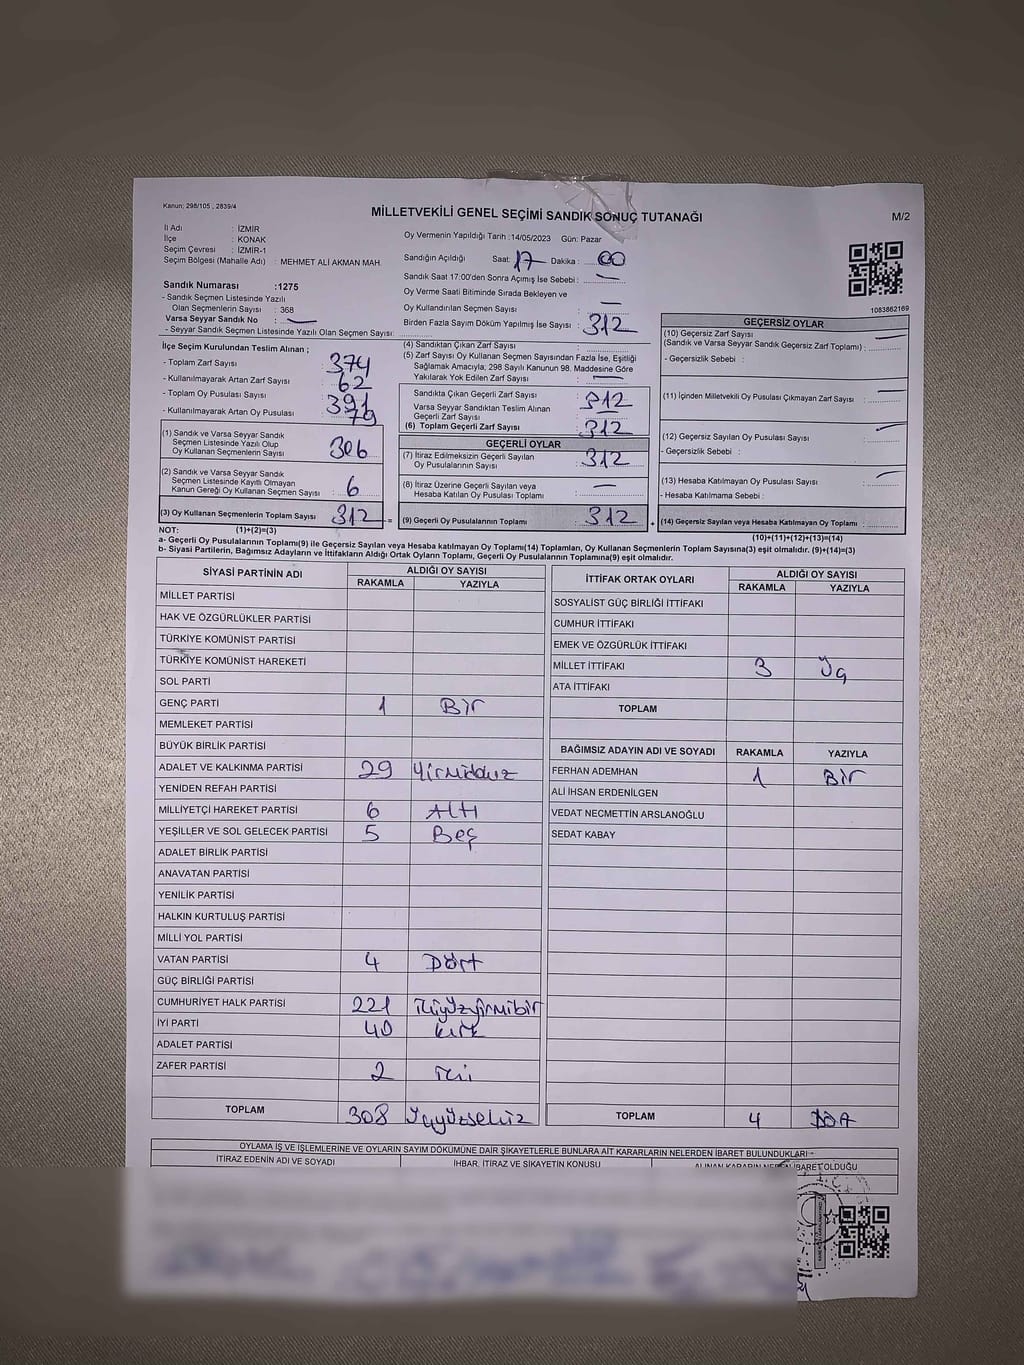 Kanun; 298/105 , 2839/4
MİLLETVEKİLİ GENEL SEÇİMİ SANDIK SONUÇ TUTANAĞI
M/2
İl Adı : İZMİR
İlçe : KONAK
Seçim Çevresi : İZMİR-1
Seçim Bölgesi (Mahalle Adı) : MEHMET ALİ AKMAN MAH.
Oy Vermenin Yapıldığı Tarih :14/05/2023 Gün: Pazar
Sandığın Açıldığı Saat: 17 Dakika : 00
Sandık Saat 17:00'den Sonra Açımış İse Sebebi : —
Oy Verme Saati Bitiminde Sırada Bekleyen ve
Oy Kullandırılan Seçmen Sayısı : —
Birden Fazla Sayım Döküm Yapılmış İse Sayısı : 312
1083862169
Sandık Numarası :1275
- Sandık Seçmen Listesinde Yazılı
Olan Seçmenlerin Sayısı : 368
Varsa Seyyar Sandık No : —
- Seyyar Sandık Seçmen Listesinde Yazılı Olan Seçmen Sayısı:
İlçe Seçim Kurulundan Teslim Alınan ;
- Toplam Zarf Sayısı : 374
- Kullanılmayarak Artan Zarf Sayısı : 62
- Toplam Oy Pusulası Sayısı : 391
- Kullanılmayarak Artan Oy Pusulası : 79
(1) Sandık ve Varsa Seyyar Sandık
Seçmen Listesinde Yazılı Olup
Oy Kullanan Seçmenlerin Sayısı : 306
(2) Sandık ve Varsa Seyyar Sandık
Seçmen Listesinde Kayıtlı Olmayan
Kanun Gereği Oy Kullanan Seçmen Sayısı : 6
(3) Oy Kullanan Seçmenlerin Toplam Sayısı : 312 =
(4) Sandıktan Çıkan Zarf Sayısı :
(5) Zarf Sayısı Oy Kullanan Seçmen Sayısından Fazla İse, Eşitliği
Sağlamak Amacıyla; 298 Sayılı Kanunun 98. Maddesine Göre
Yakılarak Yok Edilen Zarf Sayısı : —
Sandıkta Çıkan Geçerli Zarf Sayısı : 312
Varsa Seyyar Sandıktan Teslim Alınan
Geçerli Zarf Sayısı : —
(6) Toplam Geçerli Zarf Sayısı : 312
GEÇERLİ OYLAR
(7) İtiraz Edilmeksizin Geçerli Sayılan
Oy Pusulalarının Sayısı : 312
(8) İtiraz Üzerine Geçerli Sayılan veya
Hesaba Katılan Oy Pusulası Toplamı : —
(9) Geçerli Oy Pusulalarının Toplamı : 312 +
GEÇERSİZ OYLAR
(10) Geçersiz Zarf Sayısı
(Sandık ve Varsa Seyyar Sandık Geçersiz Zarf Toplamı) : —
- Geçersizlik Sebebi :
(11) İçinden Milletvekili Oy Pusulası Çıkmayan Zarf Sayısı : —
(12) Geçersiz Sayılan Oy Pusulası Sayısı : —
- Geçersizlik Sebebi :
(13) Hesaba Katılmayan Oy Pusulası Sayısı : —
- Hesaba Katılmama Sebebi :
(14) Geçersiz Sayılan veya Hesaba Katılmayan Oy Toplamı :
NOT: (1)+(2)=(3)
(10)+(11)+(12)+(13)=(14)
a- Geçerli Oy Pusulalarının Toplamı(9) ile Geçersiz Sayılan veya Hesaba katılmayan Oy Toplamı(14) Toplamları, Oy Kullanan Seçmenlerin Toplam Sayısına(3) eşit olmalıdır. (9)+(14)=(3)
b- Siyasi Partilerin, Bağımsız Adayların ve İttifakların Aldığı Ortak Oyların Toplamı, Geçerli Oy Pusulalarının Toplamına(9) eşit olmalıdır.
SİYASİ PARTİNİN ADI
ALDIĞI OY SAYISI
RAKAMLA YAZIYLA
MİLLET PARTİSİ
HAK VE ÖZGÜRLÜKLER PARTİSİ
TÜRKİYE KOMÜNİST PARTİSİ
TÜRKİYE KOMÜNİST HAREKETİ
SOL PARTİ
GENÇ PARTİ 1 Bir
MEMLEKET PARTİSİ
BÜYÜK BİRLİK PARTİSİ
ADALET VE KALKINMA PARTİSİ 29 Yirmidokuz
YENİDEN REFAH PARTİSİ
MİLLİYETÇİ HAREKET PARTİSİ 6 Altı
YEŞİLLER VE SOL GELECEK PARTİSİ 5 Beş
ADALET BİRLİK PARTİSİ
ANAVATAN PARTİSİ
YENİLİK PARTİSİ
HALKIN KURTULUŞ PARTİSİ
MİLLİ YOL PARTİSİ
VATAN PARTİSİ 4 Dört
GÜÇ BİRLİĞİ PARTİSİ
CUMHURİYET HALK PARTİSİ 221 İkiyüzyirmibir
İYİ PARTİ 40 kırk
ADALET PARTİSİ
ZAFER PARTİSİ 2 iki
TOPLAM 308 Üçyüzsekiz
İTTİFAK ORTAK OYLARI
ALDIĞI OY SAYISI
RAKAMLA YAZIYLA
SOSYALİST GÜÇ BİRLİĞİ İTTİFAKI
CUMHUR İTTİFAKI
EMEK VE ÖZGÜRLÜK İTTİFAKI
MİLLET İTTİFAKI 3 Üç
ATA İTTİFAKI
TOPLAM
BAĞIMSIZ ADAYIN ADI VE SOYADI RAKAMLA YAZIYLA
FERHAN ADEMHAN 1 Bir
ALİ İHSAN ERDENİLGEN
VEDAT NECMETTİN ARSLANOĞLU
SEDAT KABAY
TOPLAM 4 Dört
OYLAMA İŞ VE İŞLEMLERİNE VE OYLARIN SAYIM DÖKÜMÜNE DAİR ŞİKAYETLERLE BUNLARA AİT KARARLARIN NELERDEN İBARET BULUNDUKLARI -
İTİRAZ EDENİN ADI VE SOYADI
İHBAR, İTİRAZ VE ŞİKAYETİN KONUSU
ALINAN KARARIN NEDEN İBARET OLDUĞU